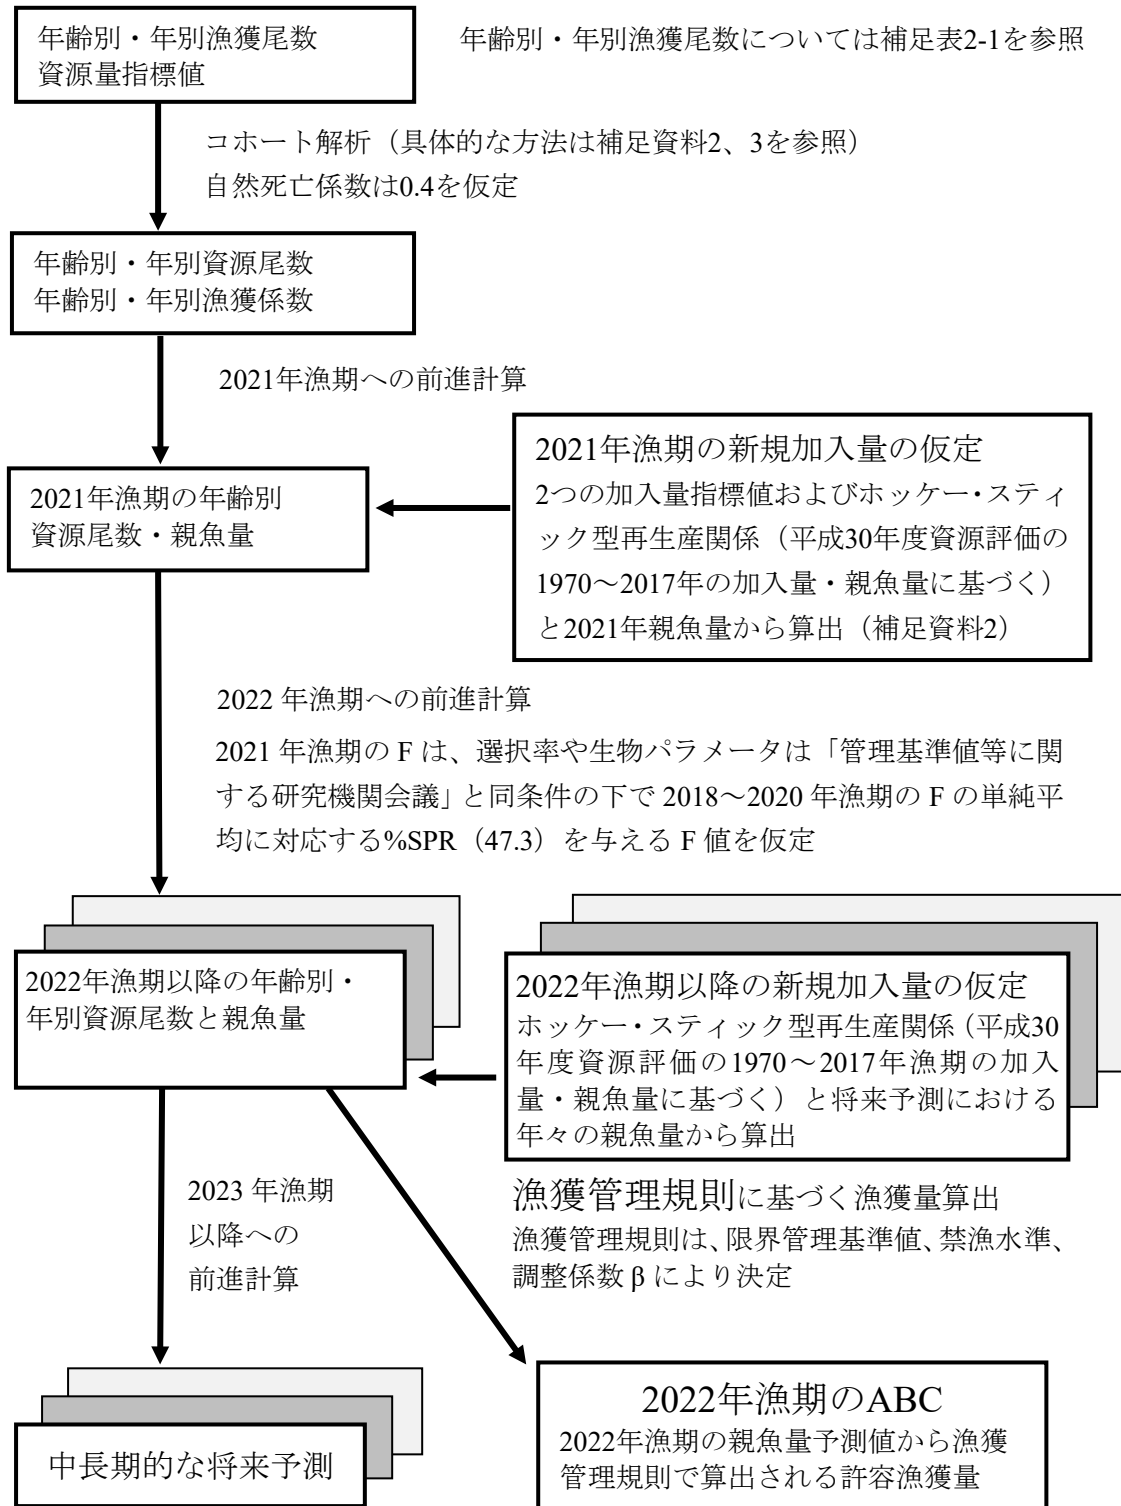 年齢別・年別漁獲尾数
資源量指標値
年齢別・年別漁獲尾数については補足表2-1を参照
コホート解析（具体的な方法は補足資料2、3を参照）
自然死亡係数は0.4を仮定
年齢別・年別資源尾数
年齢別・年別漁獲係数
2021年漁期への前進計算
2021年漁期の年齢別
資源尾数・親魚量
2021年漁期の新規加入量の仮定
2つの加入量指標値およびホッケー・スティ
ック型再生産関係（平成30年度資源評価の
1970～2017年の加入量・親魚量に基づく）
と2021年親魚量から算出（補足資料2）
2022 年漁期への前進計算
2021 年漁期の F は、選択率や生物パラメータは「管理基準値等に関
する研究機関会議」と同条件の下で 2018～2020 年漁期の F の単純平
均に対応する%SPR（47.3）を与える F 値を仮定
2022年漁期以降の年齢別・
年別資源尾数と親魚量
2022年漁期以降の新規加入量の仮定
ホッケー・スティック型再生産関係（平成30
年度資源評価の1970～2017年漁期の加入
量・親魚量に基づく）と将来予測における
年々の親魚量から算出
2023 年漁期
以降への
前進計算
漁獲管理規則に基づく漁獲量算出
漁獲管理規則は、限界管理基準値、禁漁水準、
調整係数 β により決定
中長期的な将来予測
2022年漁期のABC
2022年漁期の親魚量予測値から漁獲
管理規則で算出される許容漁獲量